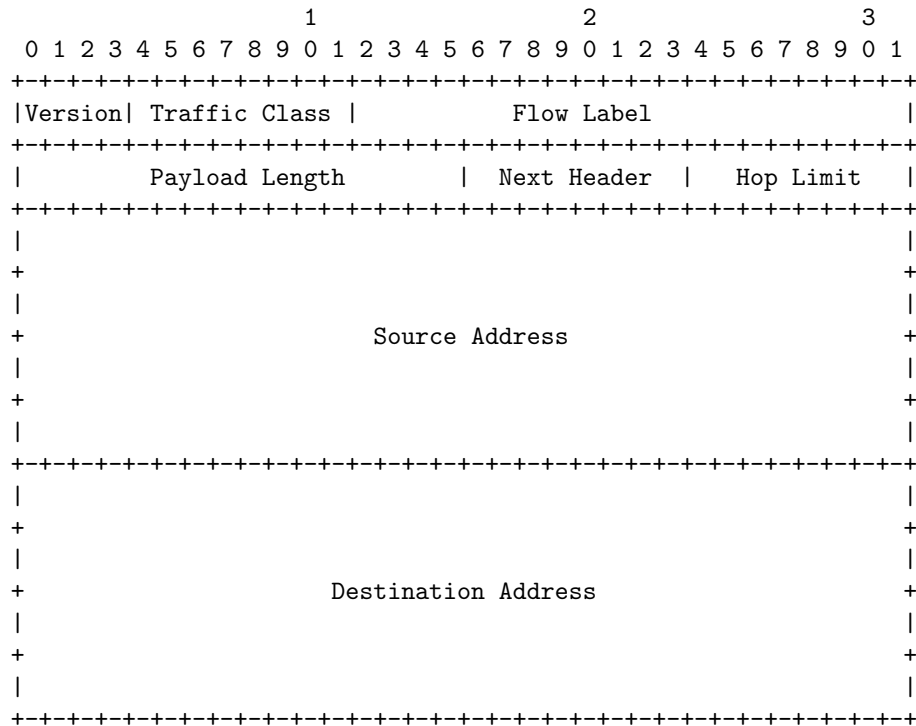 1                   2                   3
 0 1 2 3 4 5 6 7 8 9 0 1 2 3 4 5 6 7 8 9 0 1 2 3 4 5 6 7 8 9 0 1
+-+-+-+-+-+-+-+-+-+-+-+-+-+-+-+-+-+-+-+-+-+-+-+-+-+-+-+-+-+-+-+-+
|Version| Traffic Class |           Flow Label                  |
+-+-+-+-+-+-+-+-+-+-+-+-+-+-+-+-+-+-+-+-+-+-+-+-+-+-+-+-+-+-+-+-+
|         Payload Length        |  Next Header  |   Hop Limit   |
+-+-+-+-+-+-+-+-+-+-+-+-+-+-+-+-+-+-+-+-+-+-+-+-+-+-+-+-+-+-+-+-+
|                                                               |
+                                                               +
|                                                               |
+                         Source Address                        +
|                                                               |
+                                                               +
|                                                               |
+-+-+-+-+-+-+-+-+-+-+-+-+-+-+-+-+-+-+-+-+-+-+-+-+-+-+-+-+-+-+-+-+
|                                                               |
+                                                               +
|                                                               |
+                      Destination Address                      +
|                                                               |
+                                                               +
|                                                               |
+-+-+-+-+-+-+-+-+-+-+-+-+-+-+-+-+-+-+-+-+-+-+-+-+-+-+-+-+-+-+-+-+